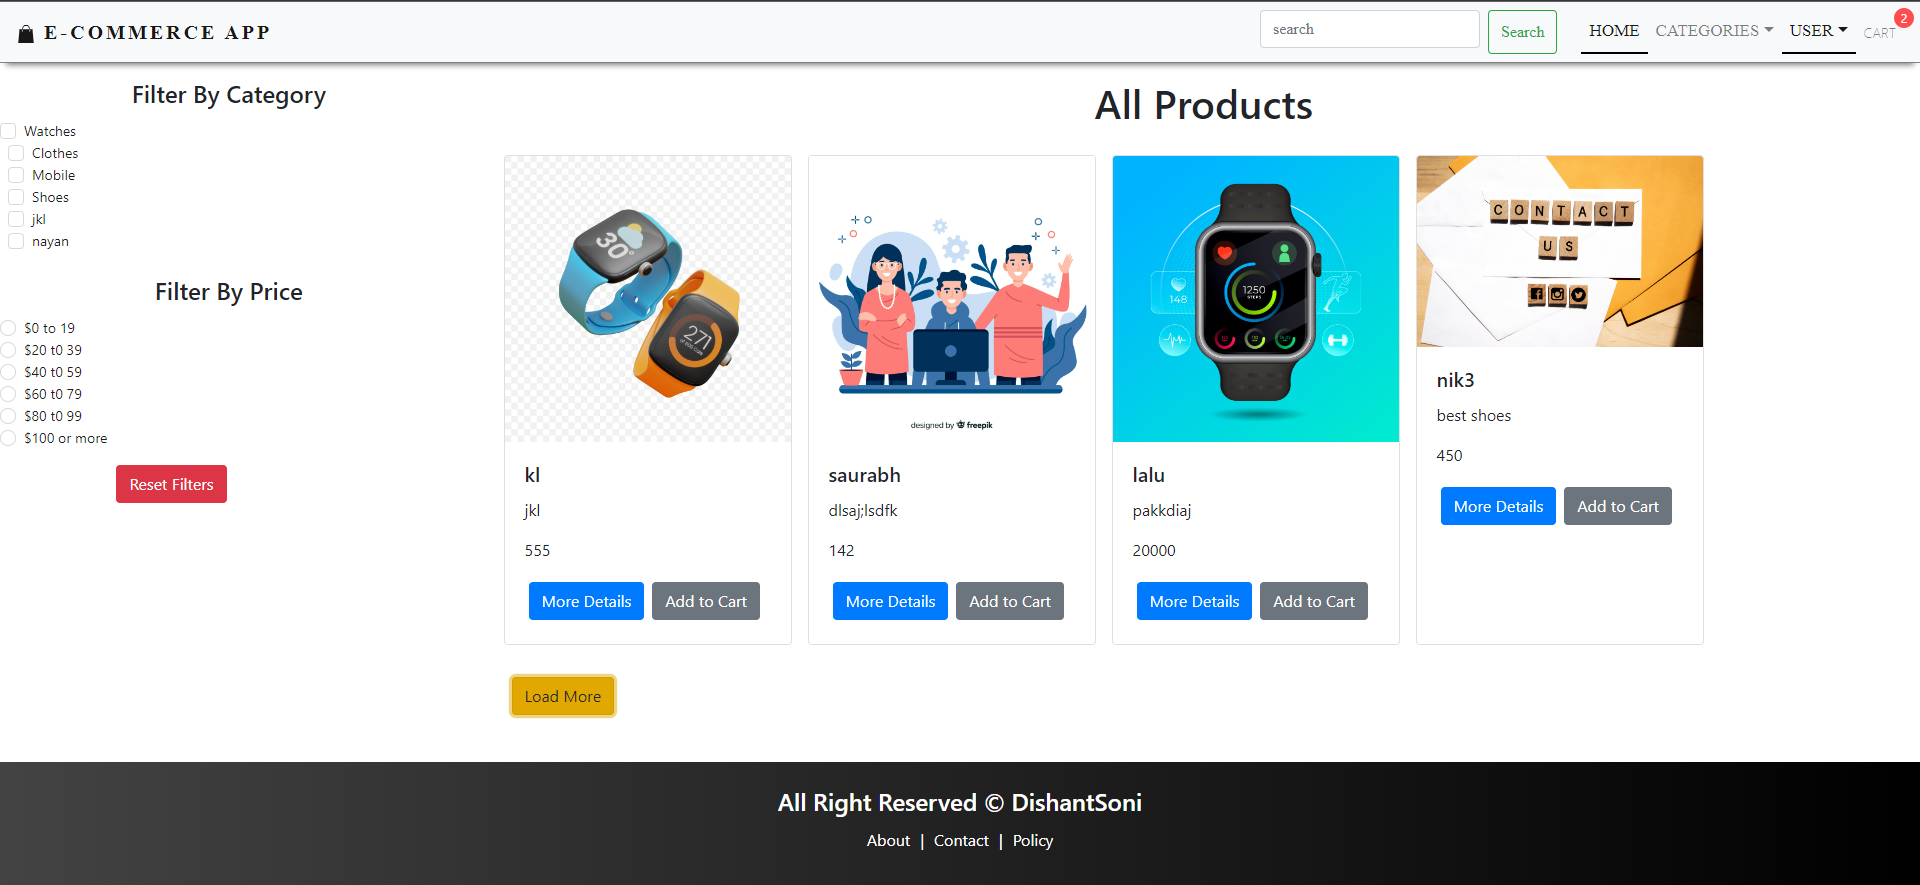 E-COMMERCE APP
search
Search
HOME
CATEGORIES
USER
CART
2
Filter By Category
Watches
Clothes
Mobile
Shoes
jkl
nayan
Filter By Price
$0 to 19
$20 t0 39
$40 t0 59
$60 t0 79
$80 t0 99
$100 or more
Reset Filters
All Products
30°
271
kl
jkl
555
More Details
Add to Cart
designed by freepik
saurabh
dlsaj;lsdfk
142
More Details
Add to Cart
148
1250
STEPS
lalu
pakkdiaj
20000
More Details
Add to Cart
CONTACT
US
nik3
best shoes
450
More Details
Add to Cart
Load More
All Right Reserved © DishantSoni
About | Contact | Policy